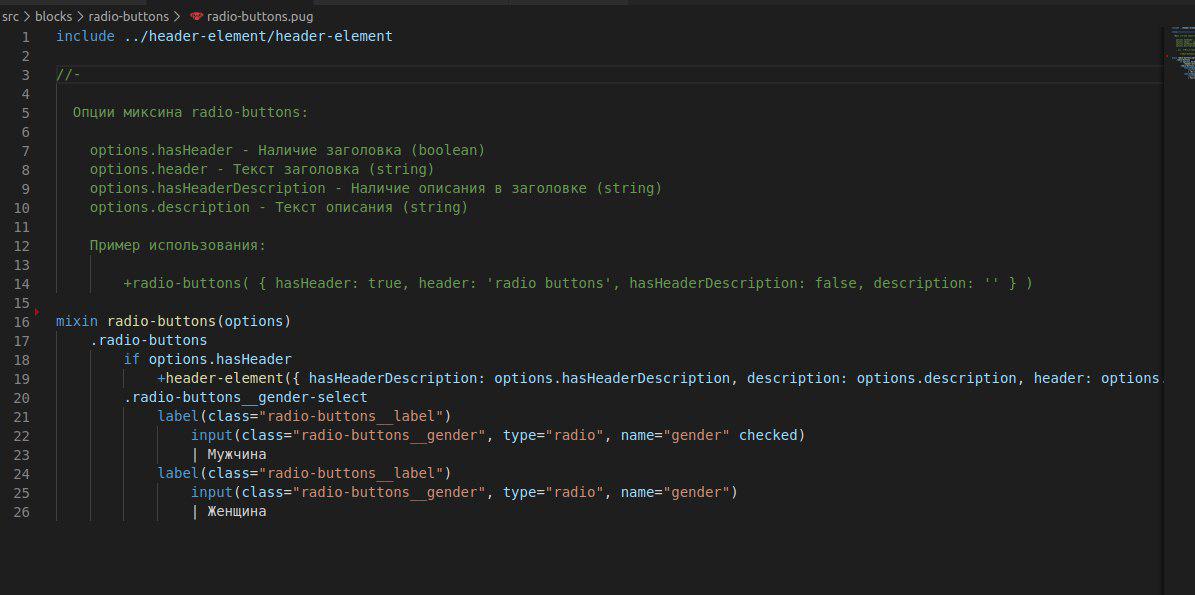 src > blocks > radio-buttons > radio-buttons.pug
1 include ../header-element/header-element
2
3 //-
4
5 Опции миксина radio-buttons:
6
7 options.hasHeader - Наличие заголовка (boolean)
8 options.header - Текст заголовка (string)
9 options.hasHeaderDescription - Наличие описания в заголовке (string)
10 options.description - Текст описания (string)
11
12 Пример использования:
13
14 +radio-buttons( { hasHeader: true, header: 'radio buttons', hasHeaderDescription: false, description: '' } )
15
16 mixin radio-buttons(options)
17 .radio-buttons
18 if options.hasHeader
19 +header-element({ hasHeaderDescription: options.hasHeaderDescription, description: options.description, header: options.
20 .radio-buttons__gender-select
21 label(class="radio-buttons__label")
22 input(class="radio-buttons__gender", type="radio", name="gender" checked)
23 | Мужчина
24 label(class="radio-buttons__label")
25 input(class="radio-buttons__gender", type="radio", name="gender")
26 | Женщина